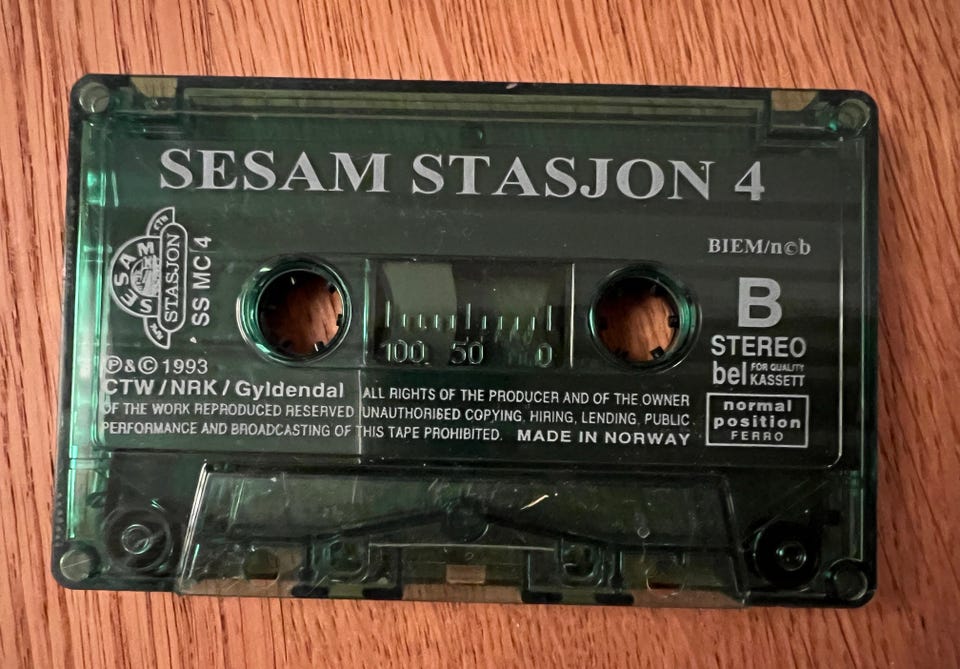 SESAM STASJON 4
BIEM/n©b
SESAM
STASJON
SS MC 4
B
STEREO
bel FOR QUALITY KASSETT
100 50 0
℗&© 1993
CTW/NRK/Gyldendal
ALL RIGHTS OF THE PRODUCER AND OF THE OWNER
OF THE WORK REPRODUCED RESERVED UNAUTHORISED COPYING, HIRING, LENDING, PUBLIC
PERFORMANCE AND BROADCASTING OF THIS TAPE PROHIBITED. MADE IN NORWAY
normal
position
FERRO